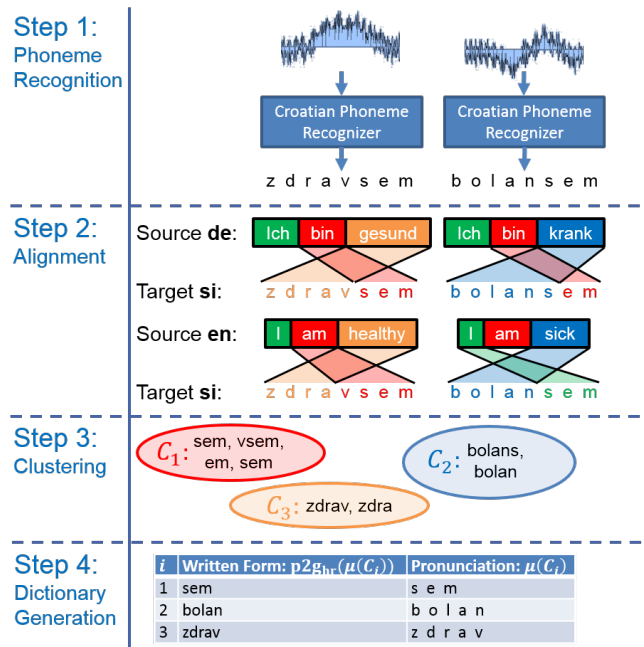 Step 1:
Phoneme
Recognition
Croatian Phoneme
Recognizer
Croatian Phoneme
Recognizer
z d r a v s e m
b o l a n s e m
Step 2:
Alignment
Source de:
Ich bin gesund
Ich bin krank
Target si:
z d r a v s e m
b o l a n s e m
Source en:
I am healthy
I am sick
Target si:
z d r a v s e m
b o l a n s e m
Step 3:
Clustering
C₁: sem, vsem,
em, sem
C₂: bolans,
bolan
C₃: zdrav, zdra
Step 4:
Dictionary
Generation
i Written Form: p2g_hr(μ(C_i)) Pronunciation: μ(C_i)
1 sem s e m
2 bolan b o l a n
3 zdrav z d r a v